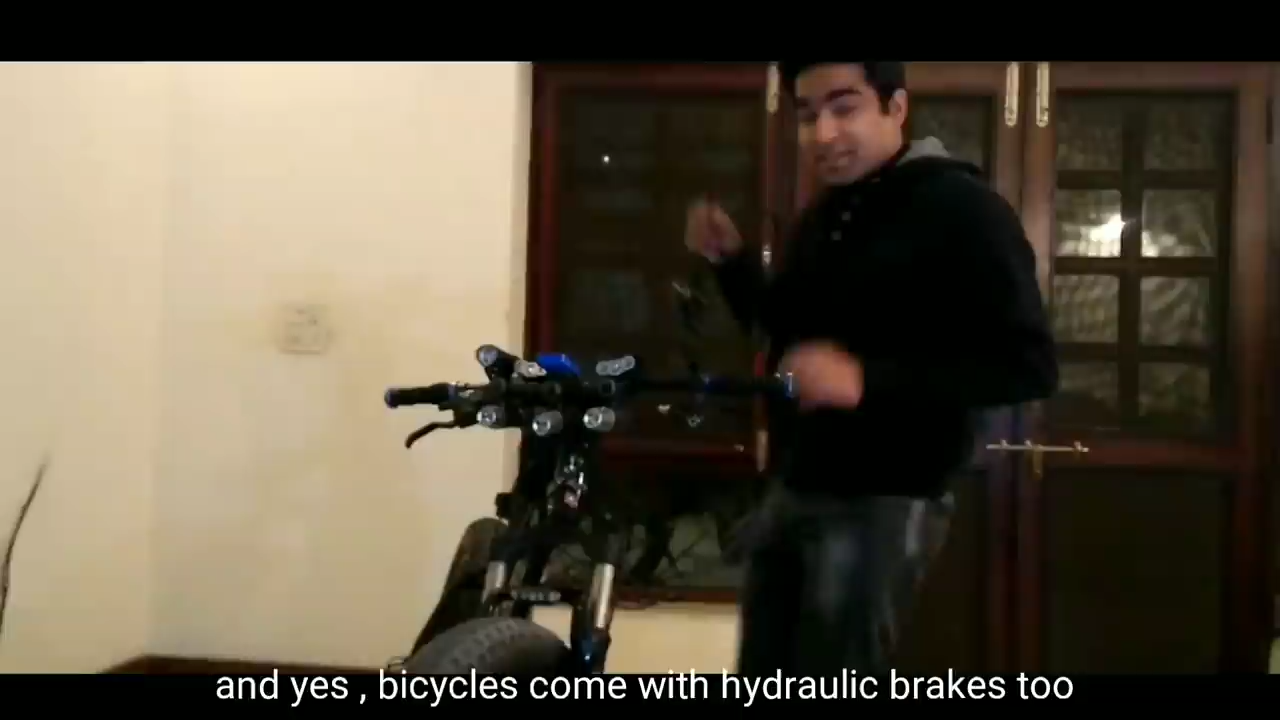 and yes , bicycles come with hydraulic brakes too